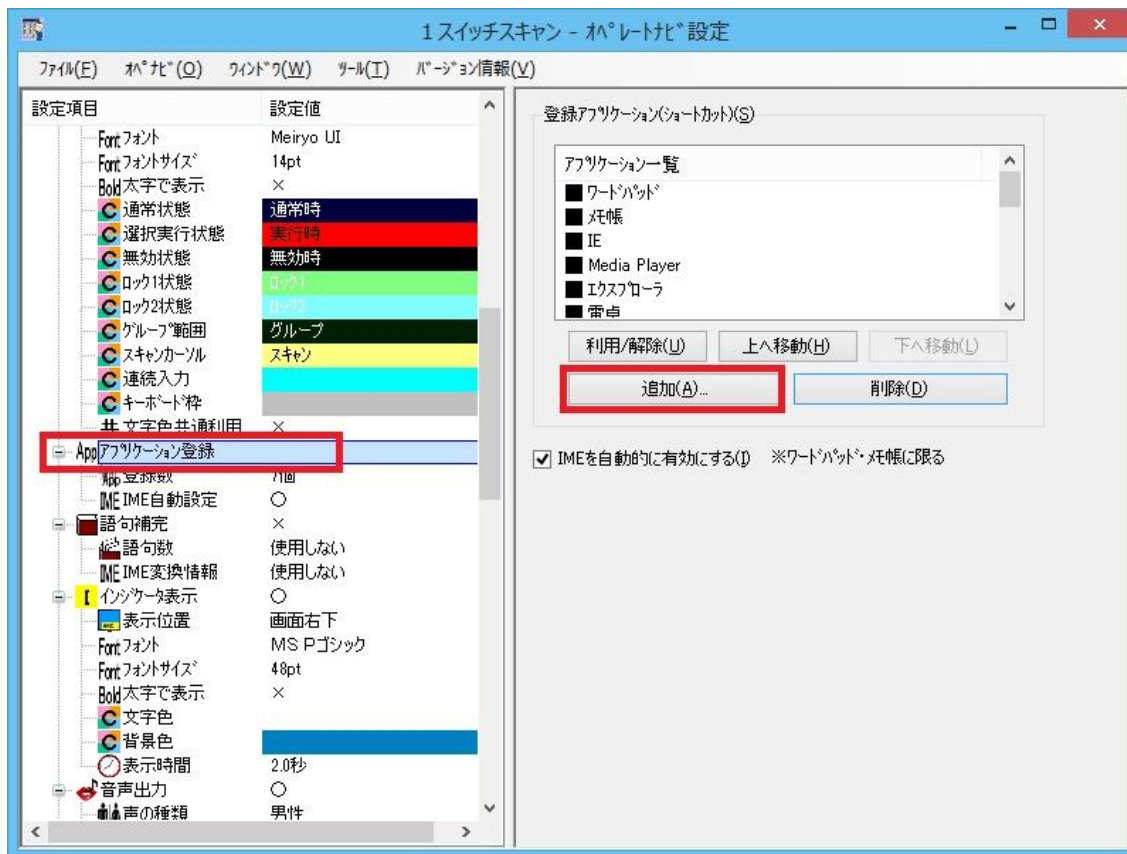 1スイッチスキャン - ｵﾍﾟﾚｰﾄﾅﾋﾞ設定
ﾌｧｲﾙ(F) ｵﾍﾟﾅﾋﾞ(O) ｳｨﾝﾄﾞｳ(W) ﾂｰﾙ(T) ﾊﾞｰｼﾞｮﾝ情報(V)
設定項目 設定値
Font ﾌｫﾝﾄ Meiryo UI
Font ﾌｫﾝﾄｻｲｽﾞ 14pt
Bold 太字で表示 ×
C 通常状態 通常時
C 選択実行状態 実行時
C 無効状態 無効時
C ﾛｯｸ1状態 ﾛｯｸ1
C ﾛｯｸ2状態 ﾛｯｸ2
C ｸﾞﾙｰﾌﾟ範囲 グループ
C ｽｷｬﾝｶｰｿﾙ スキャン
C 連続入力
C ｷｰﾎﾞｰﾄﾞ枠
井 文字色共通利用 ×
App ｱﾌﾟﾘｹｰｼｮﾝ登録
App 登録数 7個
IME IME自動設定 ○
語句補完 ×
語句数 使用しない
IME IME変換情報 使用しない
I ｲﾝｼﾞｹｰﾀ表示 ○
表示位置 画面右下
Font ﾌｫﾝﾄ MS Pゴシック
Font ﾌｫﾝﾄｻｲｽﾞ 48pt
Bold 太字で表示 ×
C 文字色
C 背景色
表示時間 2.0秒
音声出力 ○
声の種類 男性
登録ｱﾌﾟﾘｹｰｼｮﾝ(ｼｮｰﾄｶｯﾄ)(S)
ｱﾌﾟﾘｹｰｼｮﾝ一覧
■ ﾜｰﾄﾞﾊﾟｯﾄﾞ
■ ﾒﾓ帳
■ IE
■ Media Player
■ ｴｸｽﾌﾟﾛｰﾗ
■ 電卓
利用/解除(U) 上へ移動(H) 下へ移動(L)
追加(A)... 削除(D)
IMEを自動的に有効にする(I) ※ﾜｰﾄﾞﾊﾟｯﾄﾞ･ﾒﾓ帳に限る